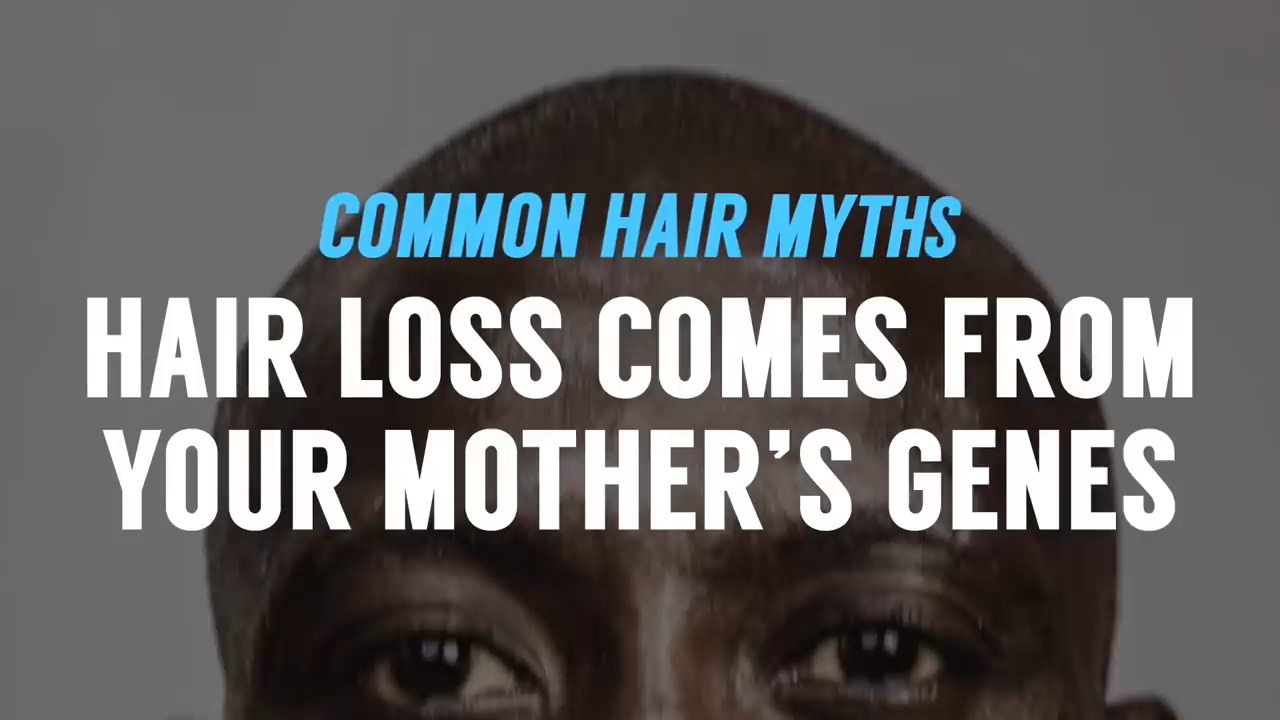 COMMON HAIR MYTHS
HAIR LOSS COMES FROM
YOUR MOTHER'S GENES